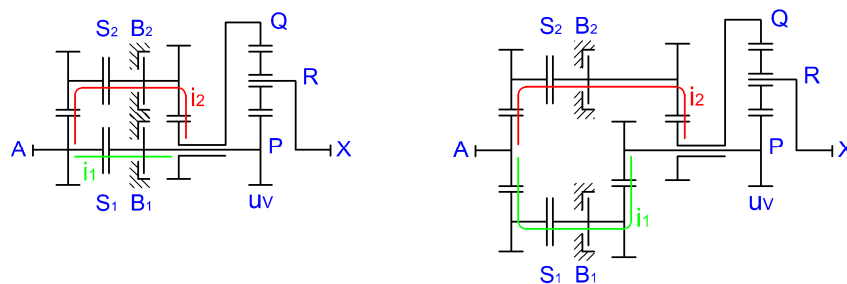 Q
S2 B2
R
i2
A P X
i1
S1 B1 uv
Q
S2 B2
R
i2
A P X
i1 uv
S1 B1